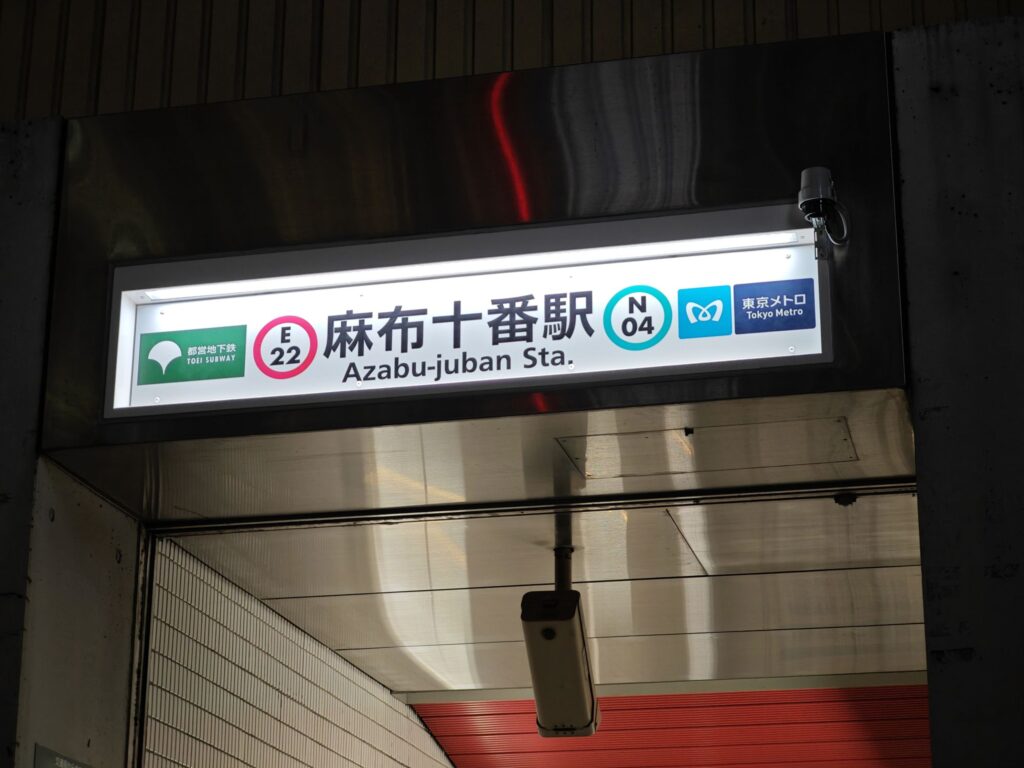 都営地下鉄
TOEI SUBWAY
E
22
麻布十番駅
Azabu-juban Sta.
N
04
東京メトロ
Tokyo Metro